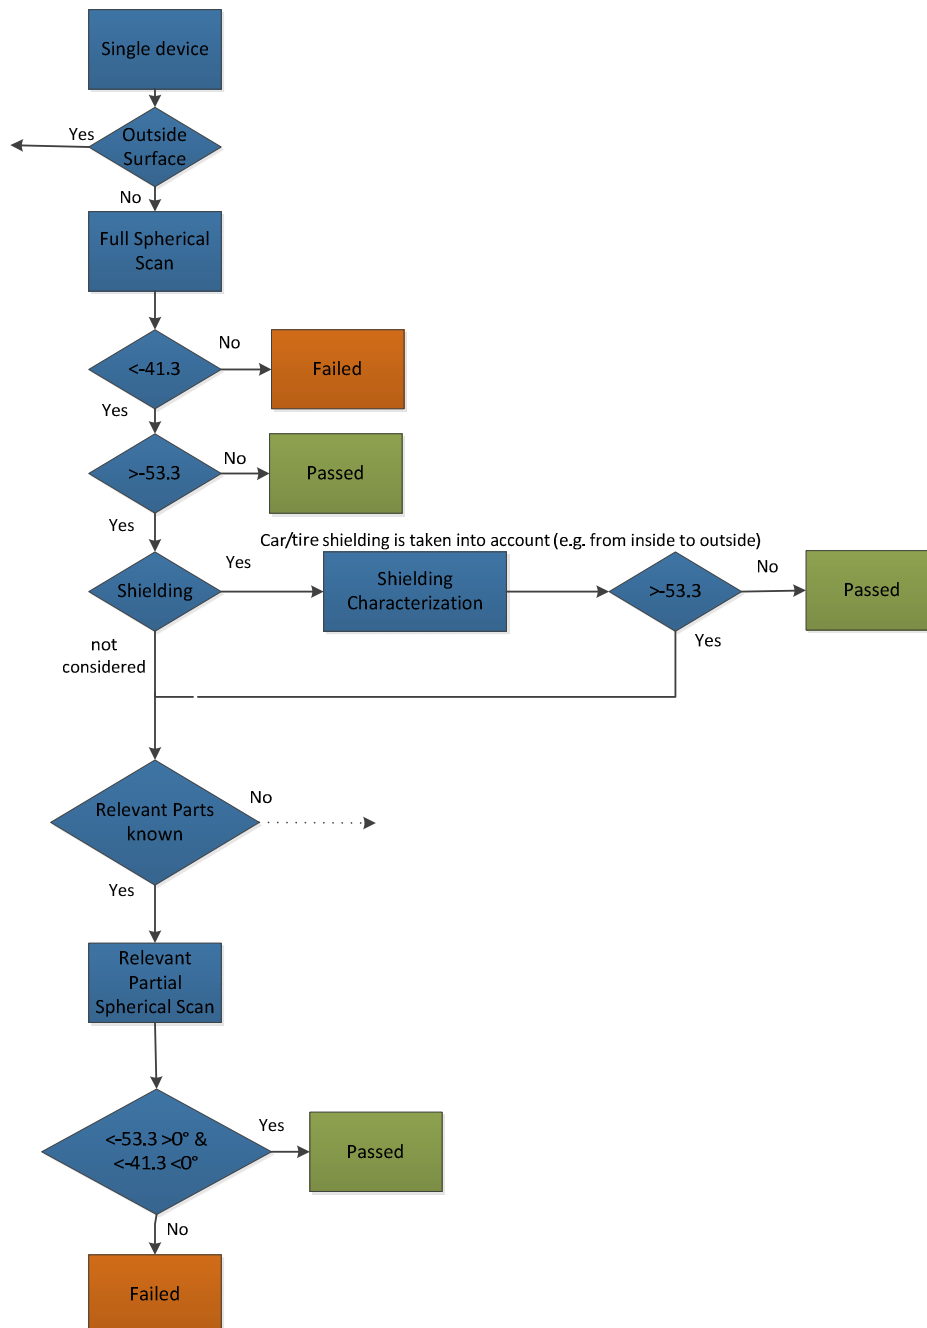 Single device
Yes
Outside
Surface
No
Full Spherical
Scan
<-41.3
No
Failed
Yes
>-53.3
No
Passed
Yes
Car/tire shielding is taken into account (e.g. from inside to outside)
Shielding
Yes
Shielding
Characterization
>-53.3
No
Passed
Yes
not
considered
Relevant Parts
known
No
Yes
Relevant
Partial
Spherical Scan
<-53.3 >0° &
<-41.3 <0°
Yes
Passed
No
Failed